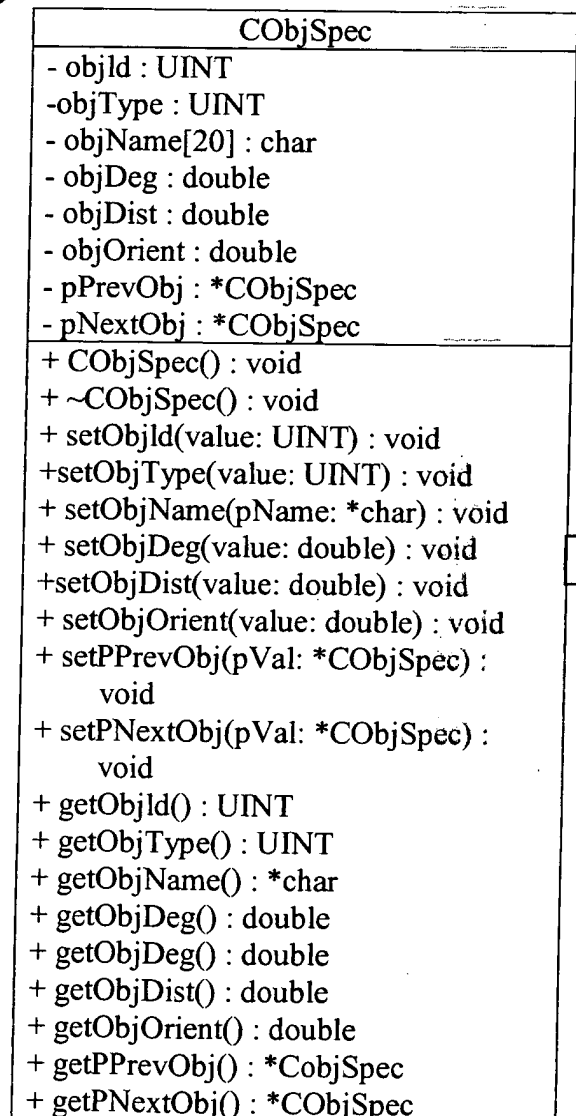 CObjSpec
- objId : UINT
-objType : UINT
- objName[20] : char
- objDeg : double
- objDist : double
- objOrient : double
- pPrevObj : *CObjSpec
- pNextObj : *CObjSpec
+ CObjSpec() : void
+ ~CObjSpec() : void
+ setObjId(value: UINT) : void
+setObjType(value: UINT) : void
+ setObjName(pName: *char) : void
+ setObjDeg(value: double) : void
+setObjDist(value: double) : void
+ setObjOrient(value: double) : void
+ setPPrevObj(pVal: *CObjSpec) :
void
+ setPNextObj(pVal: *CObjSpec) :
void
+ getObjId() : UINT
+ getObjType() : UINT
+ getObjName() : *char
+ getObjDeg() : double
+ getObjDeg() : double
+ getObjDist() : double
+ getObjOrient() : double
+ getPPrevObj() : *CobjSpec
+ getPNextObj() : *CObjSpec